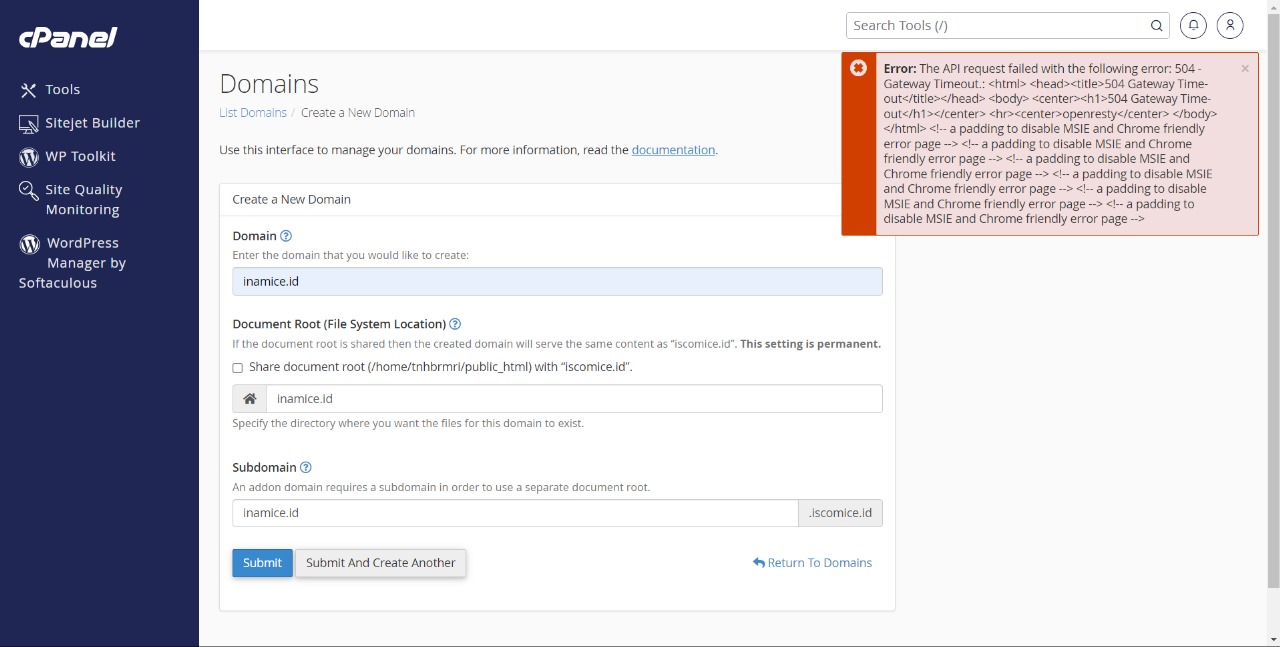 cPanel
Tools
Sitejet Builder
WP Toolkit
Site Quality
Monitoring
WordPress
Manager by
Softaculous
Search Tools (/)
Error: The API request failed with the following error: 504 -
Gateway Timeout.: <html> <head><title>504 Gateway Time-
out</title></head> <body> <center><h1>504 Gateway Time-
out</h1></center> <hr><center>openresty</center> </body>
</html> <!-- a padding to disable MSIE and Chrome friendly
error page --> <!-- a padding to disable MSIE and Chrome
friendly error page --> <!-- a padding to disable MSIE and
Chrome friendly error page --> <!-- a padding to disable MSIE
and Chrome friendly error page --> <!-- a padding to disable
MSIE and Chrome friendly error page --> <!-- a padding to
disable MSIE and Chrome friendly error page -->
×
Domains
List Domains / Create a New Domain
Use this interface to manage your domains. For more information, read the documentation.
Create a New Domain
Domain
Enter the domain that you would like to create:
inamice.id
Document Root (File System Location)
If the document root is shared then the created domain will serve the same content as “iscomice.id”. This setting is permanent.
Share document root (/home/tnhbrmri/public_html) with “iscomice.id”.
inamice.id
Specify the directory where you want the files for this domain to exist.
Subdomain
An addon domain requires a subdomain in order to use a separate document root.
inamice.id .iscomice.id
Submit Submit And Create Another Return To Domains